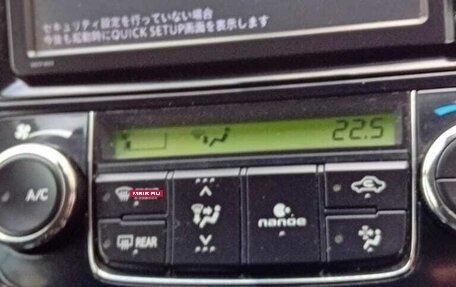 セキュリティ設定を行っていない場合
今後も起動時にQUICK SETUP画面を表示します
22.5
A/C
REAR
nanoe